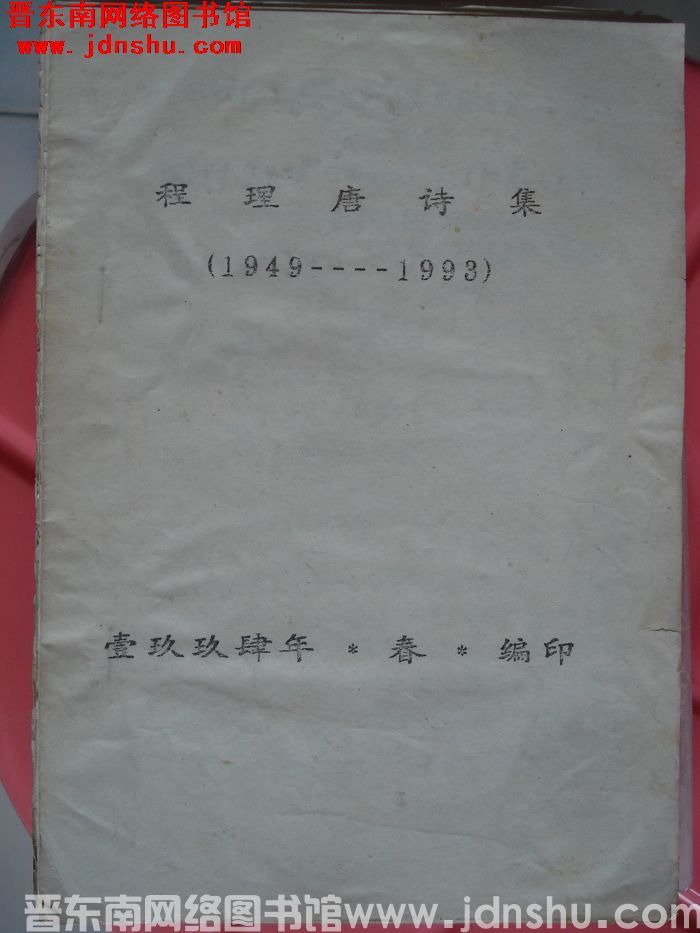 晋东南网络图书馆
www.jdnshu.com
程理唐诗集
(1949----1993)
壹玖玖肆年*春*编印
晋东南网络图书馆www.jdnshu.com